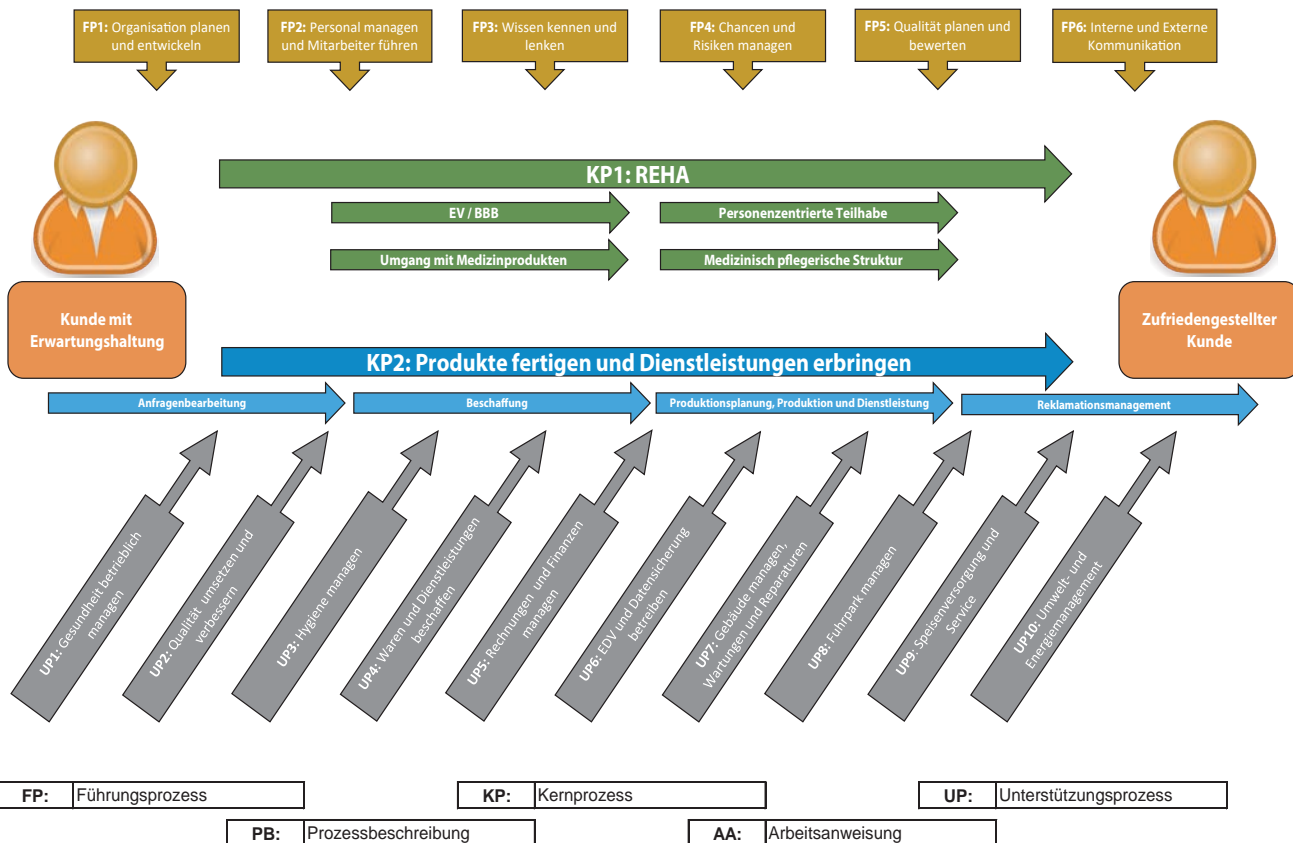 FP1: Organisation planen
und entwickeln
FP2: Personal managen
und Mitarbeiter führen
FP3: Wissen kennen und
lenken
FP4: Chancen und
Risiken managen
FP5: Qualität planen und
bewerten
FP6: Interne und Externe
Kommunikation
KP1: REHA
EV / BBB
Personenzentrierte Teilhabe
Umgang mit Medizinprodukten
Medizinisch pflegerische Struktur
Kunde mit
Erwartungshaltung
Zufriedengestellter
Kunde
KP2: Produkte fertigen und Dienstleistungen erbringen
Anfragenbearbeitung
Beschaffung
Produktionsplanung, Produktion und Dienstleistung
Reklamationsmanagement
UP1: Gesundheit betrieblich
managen
UP2: Qualität umsetzen und
verbessern
UP3: Hygiene managen
UP4: Waren und Dienstleistungen
beschaffen
UP5: Rechnungen und Finanzen
managen
UP6: EDV und Datensicherung
betreiben
UP7: Gebäude managen,
Wartungen und Reparaturen
UP8: Fuhrpark managen
UP9: Speisenversorgung und
Service
UP10: Umwelt- und
Energiemanagement
FP: Führungsprozess
KP: Kernprozess
UP: Unterstützungsprozess
PB: Prozessbeschreibung
AA: Arbeitsanweisung